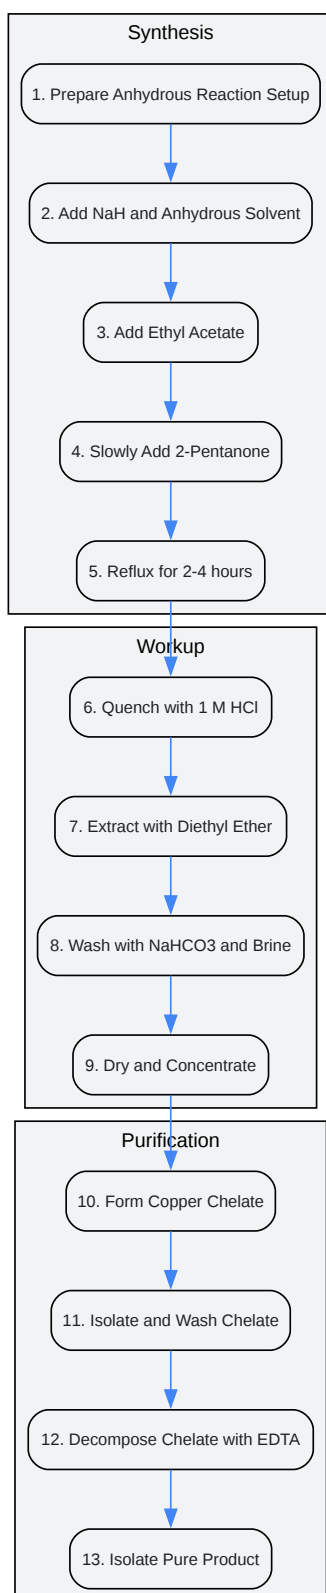 Synthesis
1. Prepare Anhydrous Reaction Setup
2. Add NaH and Anhydrous Solvent
3. Add Ethyl Acetate
4. Slowly Add 2-Pentanone
5. Reflux for 2-4 hours
Workup
6. Quench with 1 M HCl
7. Extract with Diethyl Ether
8. Wash with NaHCO3 and Brine
9. Dry and Concentrate
Purification
10. Form Copper Chelate
11. Isolate and Wash Chelate
12. Decompose Chelate with EDTA
13. Isolate Pure Product